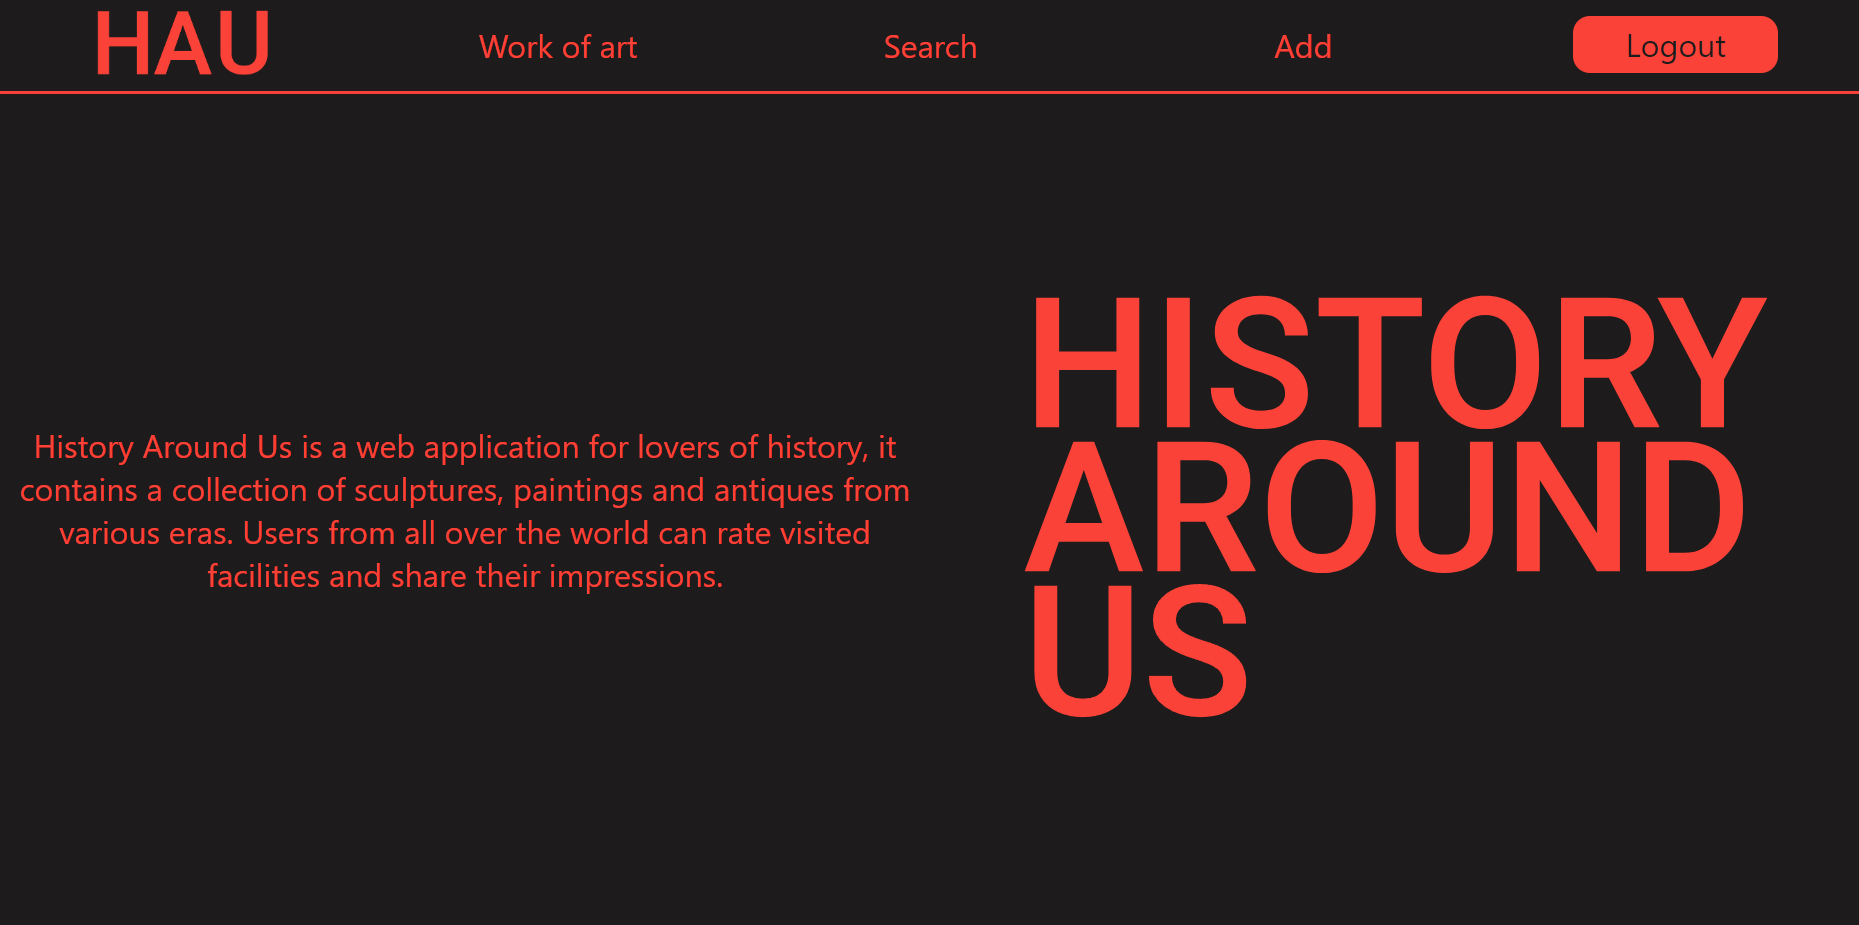 HAU
Work of art
Search
Add
Logout
History Around Us is a web application for lovers of history, it
contains a collection of sculptures, paintings and antiques from
various eras. Users from all over the world can rate visited
facilities and share their impressions.
HISTORY
AROUND
US